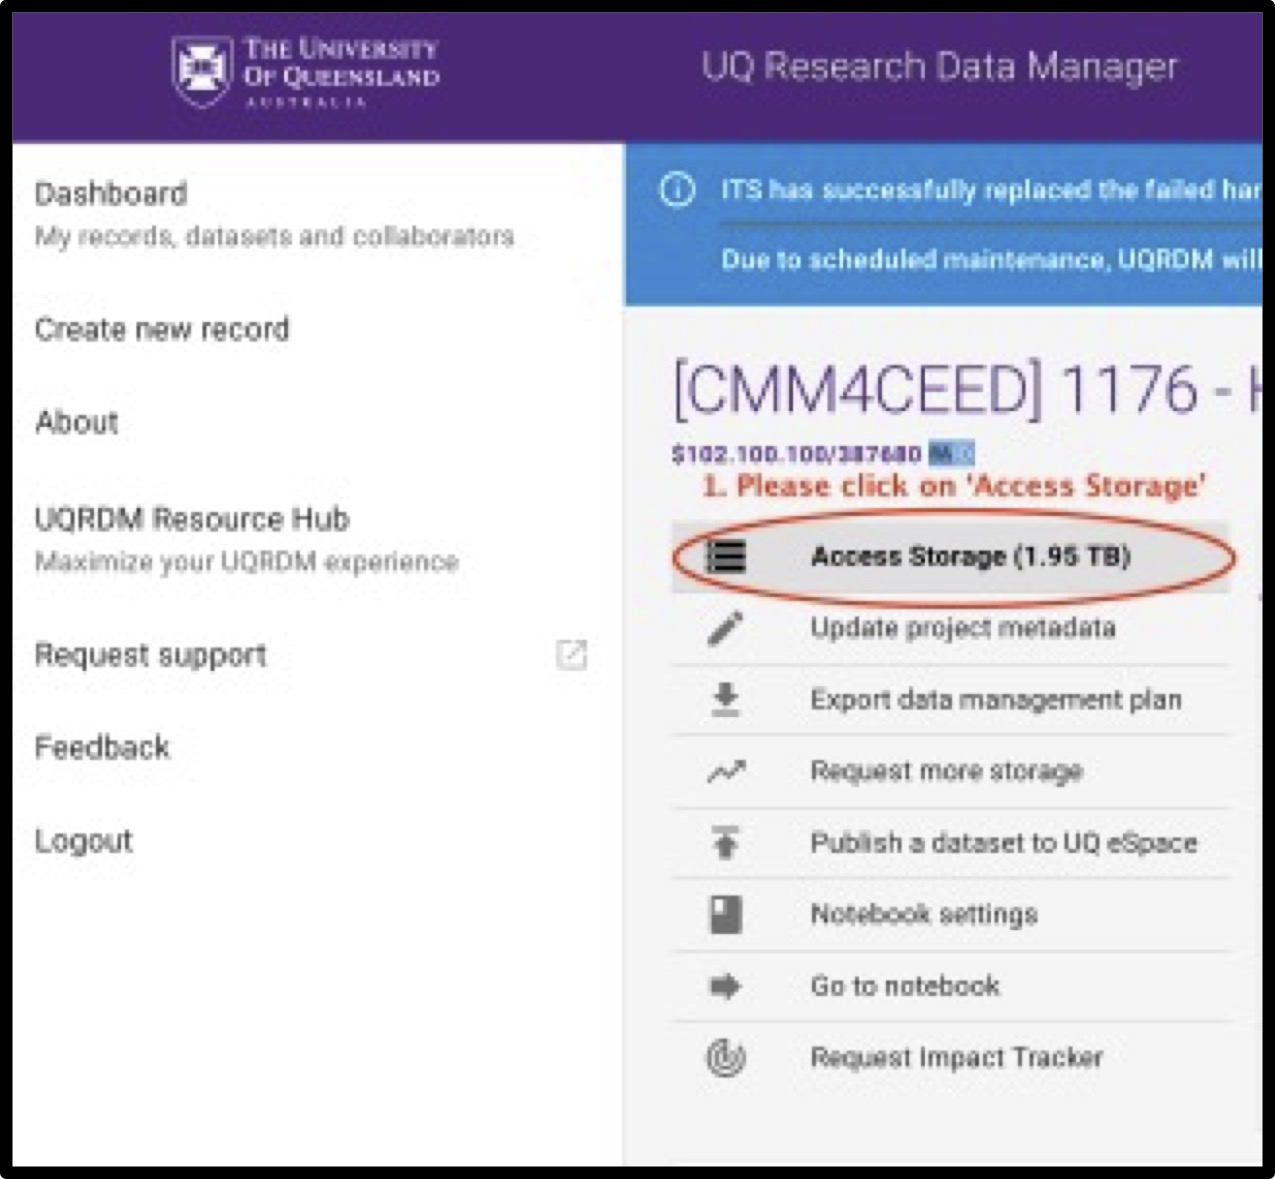 THE UNIVERSITY
OF QUEENSLAND
AUSTRALIA
UQ Research Data Manager
Dashboard
My records, datasets and collaborators
Create new record
About
UQRDM Resource Hub
Maximize your UQRDM experience
Request support
Feedback
Logout
ITS has successfully replaced the failed
Due to scheduled maintenance, UQRDM will
[CMM4CEED] 1176 -
$102.100.100/387680
1. Please click on 'Access Storage'
Access Storage (1.95 TB)
Update project metadata
Export data management plan
Request more storage
Publish a dataset to UQ eSpace
Notebook settings
Go to notebook
Request Impact Tracker